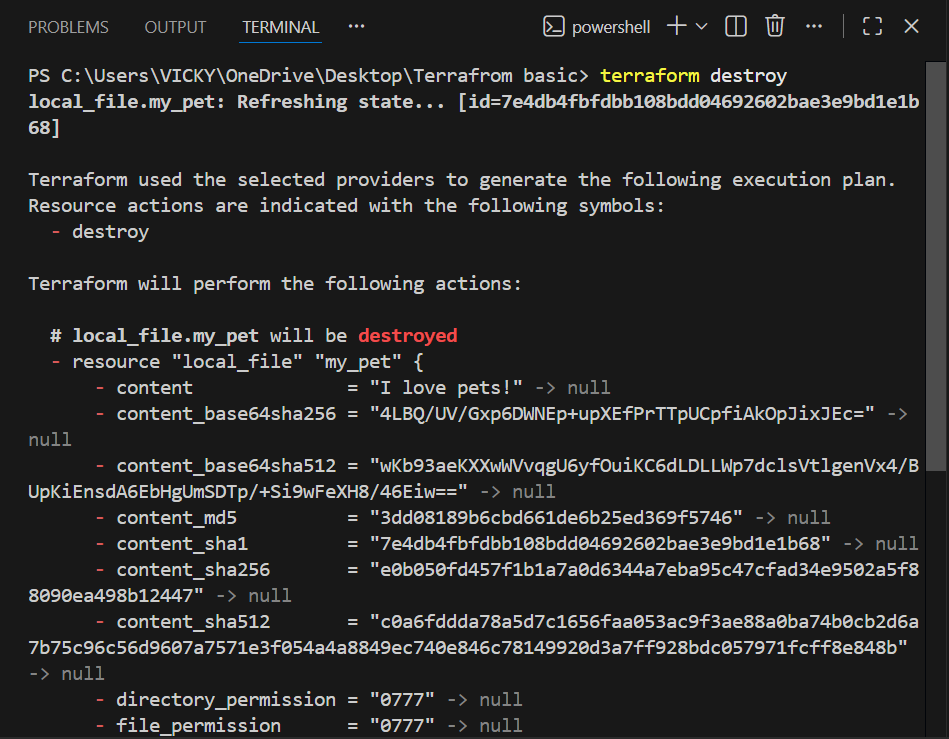 PROBLEMS OUTPUT TERMINAL ··· powershell
PS C:\Users\VICKY\OneDrive\Desktop\Terrafrom basic> terraform destroy
local_file.my_pet: Refreshing state... [id=7e4db4fbfdbb108bdd04692602bae3e9bd1e1b
68]
Terraform used the selected providers to generate the following execution plan.
Resource actions are indicated with the following symbols:
  - destroy
Terraform will perform the following actions:
  # local_file.my_pet will be destroyed
  - resource "local_file" "my_pet" {
      - content              = "I love pets!" -> null
      - content_base64sha256 = "4LBQ/UV/Gxp6DWNEp+upXEfPrTTpUCpfiAkOpJixJEc=" ->
null
      - content_base64sha512 = "wKb93aeKXXwWVvqgU6yfOuiKC6dLDLLWp7dclsVtlgenVx4/B
UpKiEnsdA6EbHgUmSDTp/+Si9wFeXH8/46Eiw==" -> null
      - content_md5          = "3dd08189b6cbd661de6b25ed369f5746" -> null
      - content_sha1         = "7e4db4fbfdbb108bdd04692602bae3e9bd1e1b68" -> null
      - content_sha256       = "e0b050fd457f1b1a7a0d6344a7eba95c47cfad34e9502a5f8
8090ea498b12447" -> null
      - content_sha512       = "c0a6fddda78a5d7c1656faa053ac9f3ae88a0ba74b0cb2d6a
7b75c96c56d9607a7571e3f054a4a8849ec740e846c78149920d3a7ff928bdc057971fcff8e848b"
-> null
      - directory_permission = "0777" -> null
      - file_permission      = "0777" -> null